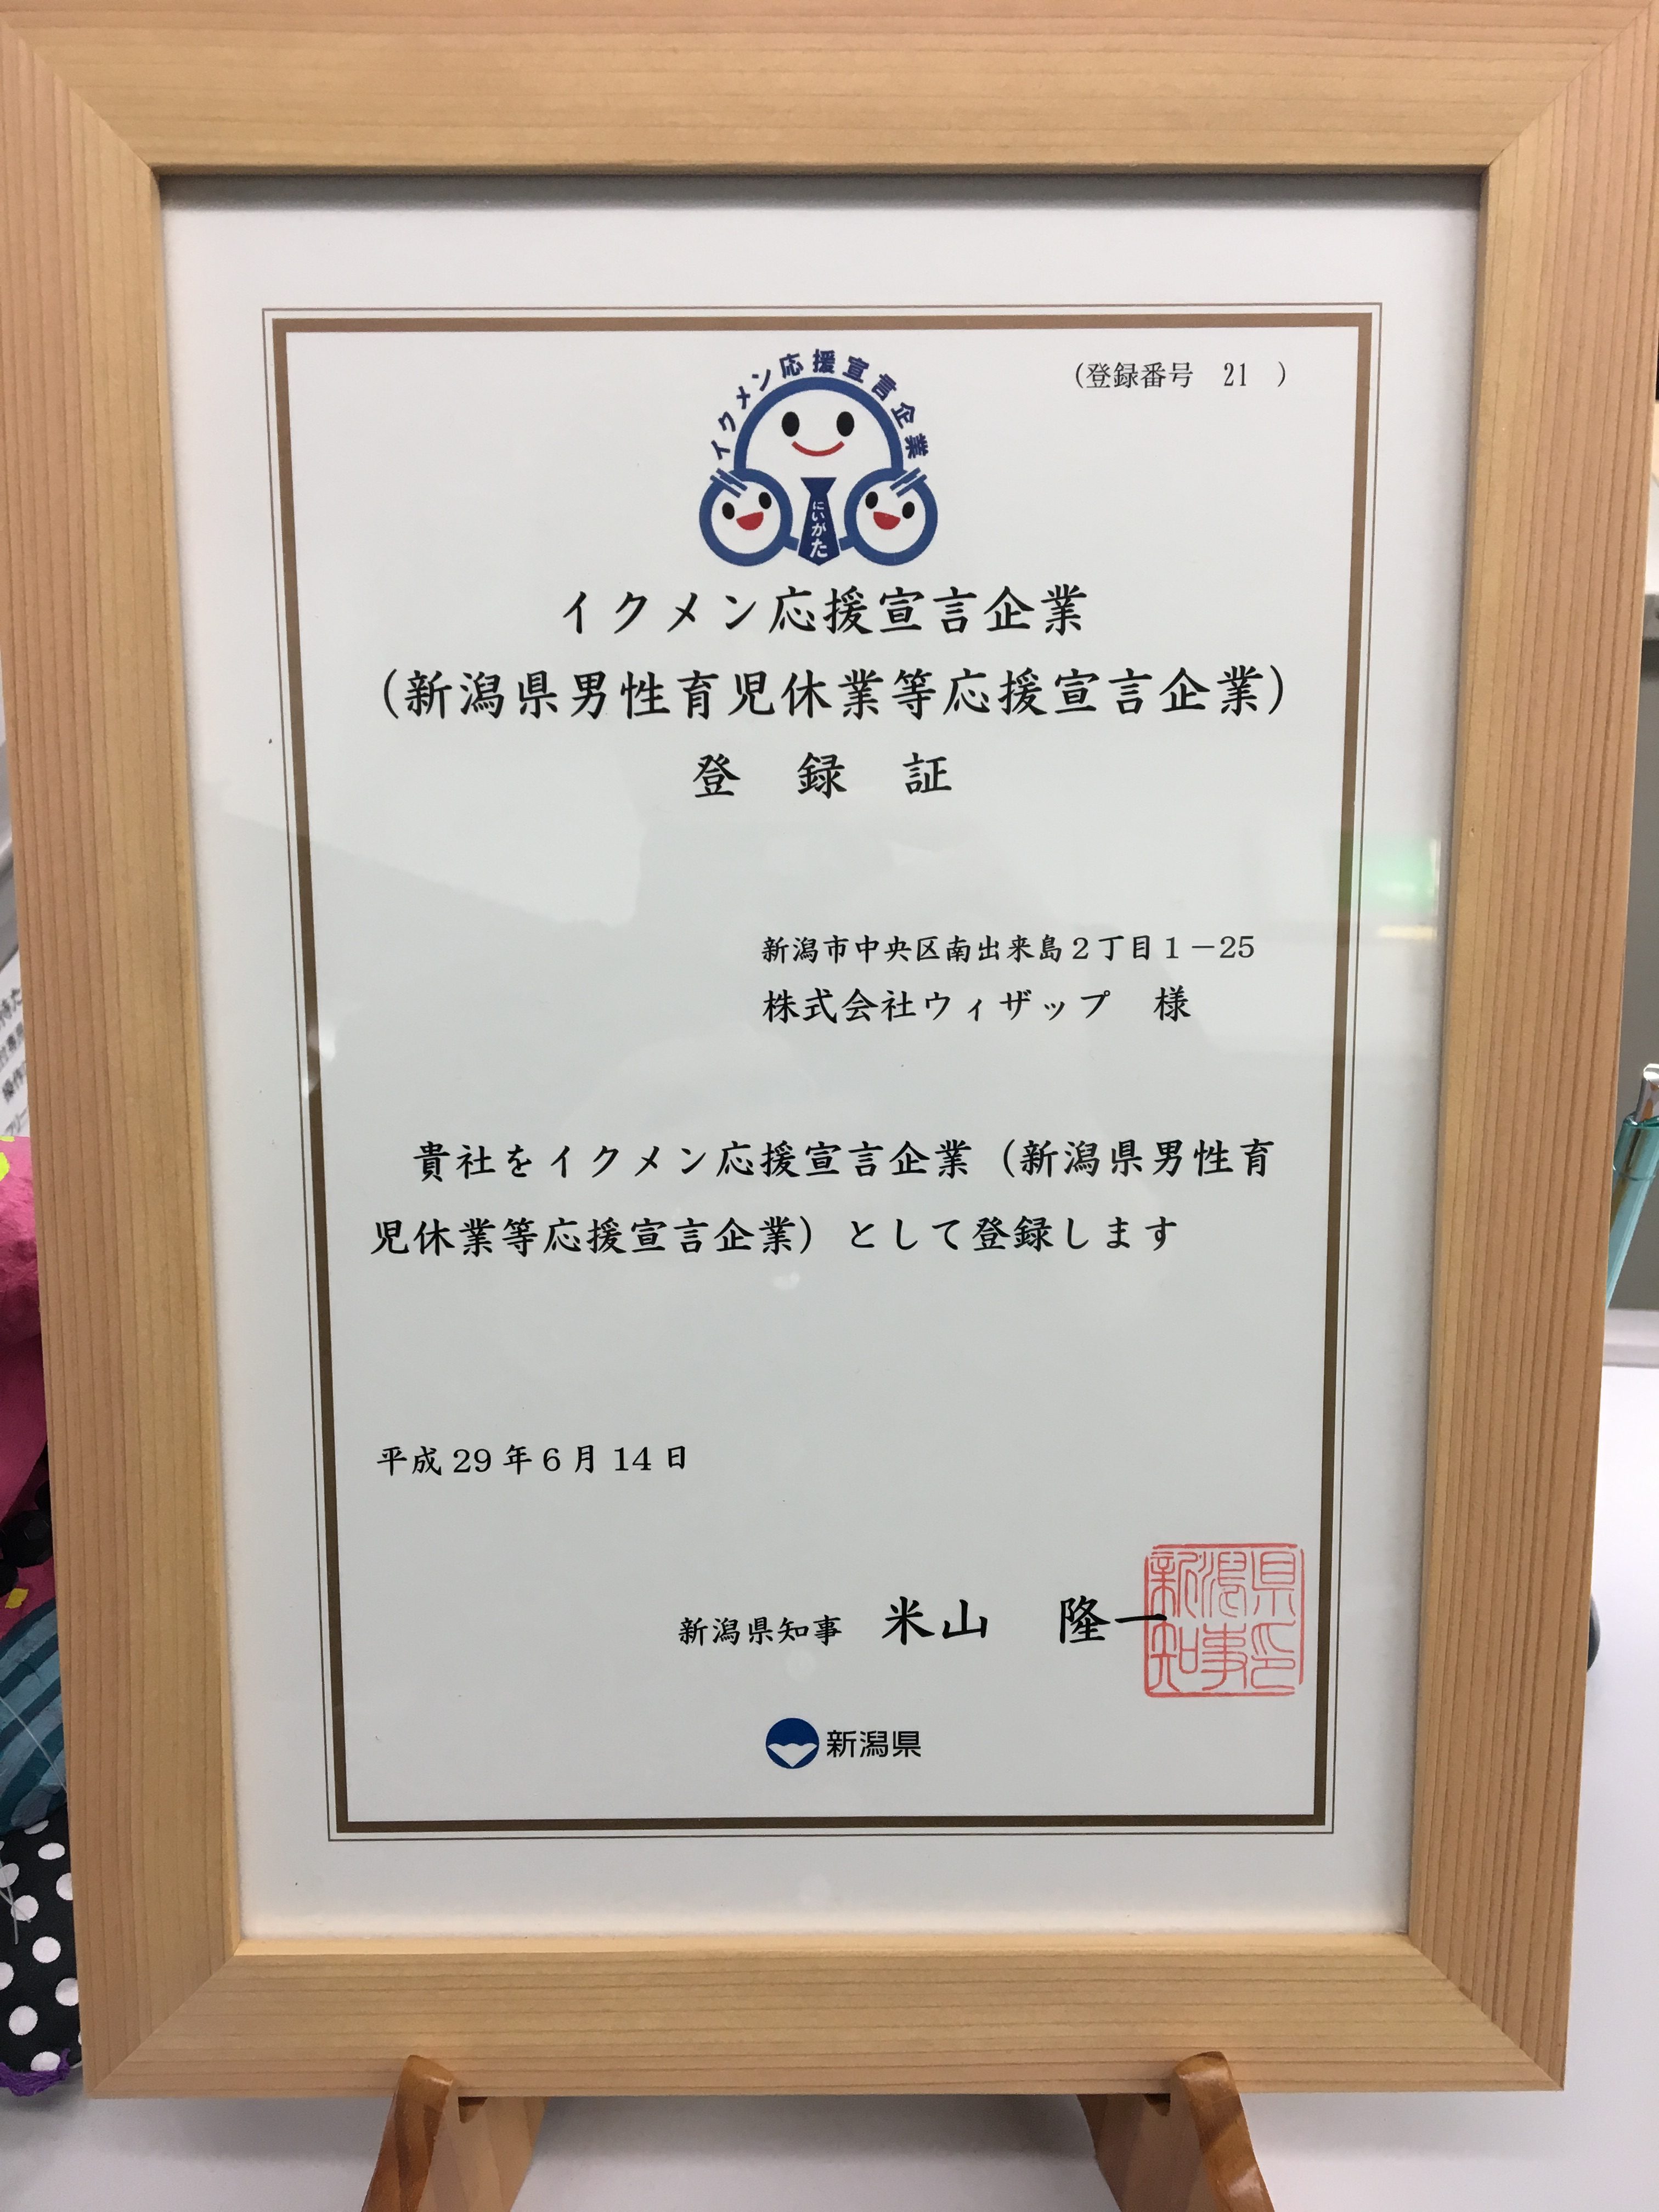 (登録番号 21 )
イクメン応援宣言企業
にいがた
イクメン応援宣言企業
(新潟県男性育児休業等応援宣言企業)
登 録 証
新潟市中央区南出来島2丁目1-25
株式会社ウィザップ 様
貴社をイクメン応援宣言企業(新潟県男性育
児休業等応援宣言企業)として登録します
平成29年6月14日
新潟県知事 米山 隆一
新潟県知事印
新潟県